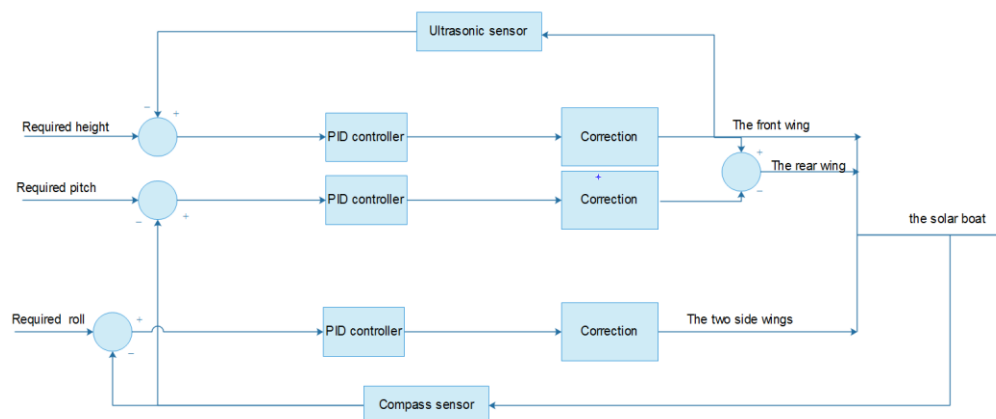 Ultrasonic sensor
− +
Required height
PID controller
Correction
The front wing
+
The rear wing
−
Required pitch
− +
PID controller
+
Correction
the solar boat
Required roll
+
−
PID controller
Correction
The two side wings
Compass sensor